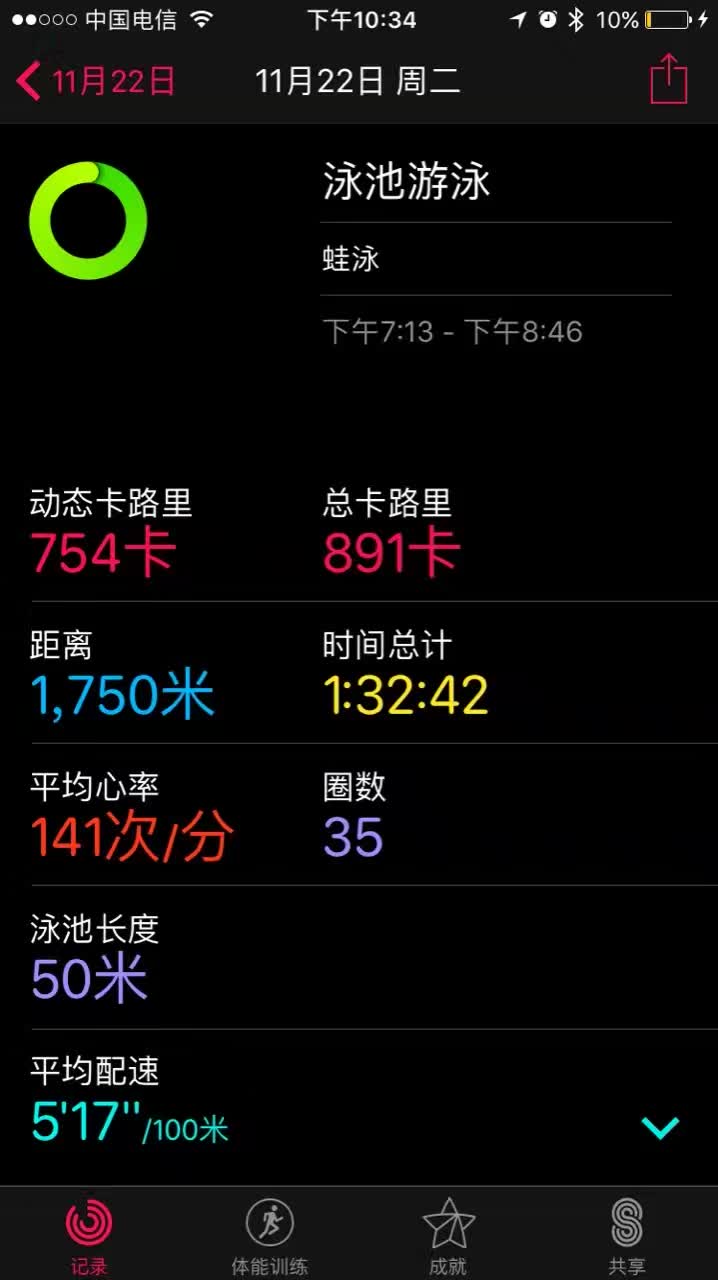 中国电信 下午10:34 10%
11月22日 11月22日 周二
泳池游泳
蛙泳
下午7:13 - 下午8:46
动态卡路里 总卡路里
754卡 891卡
距离 时间总计
1,750米 1:32:42
平均心率 圈数
141次/分 35
泳池长度
50米
平均配速
5'17"/100米
记录 体能训练 成就 共享